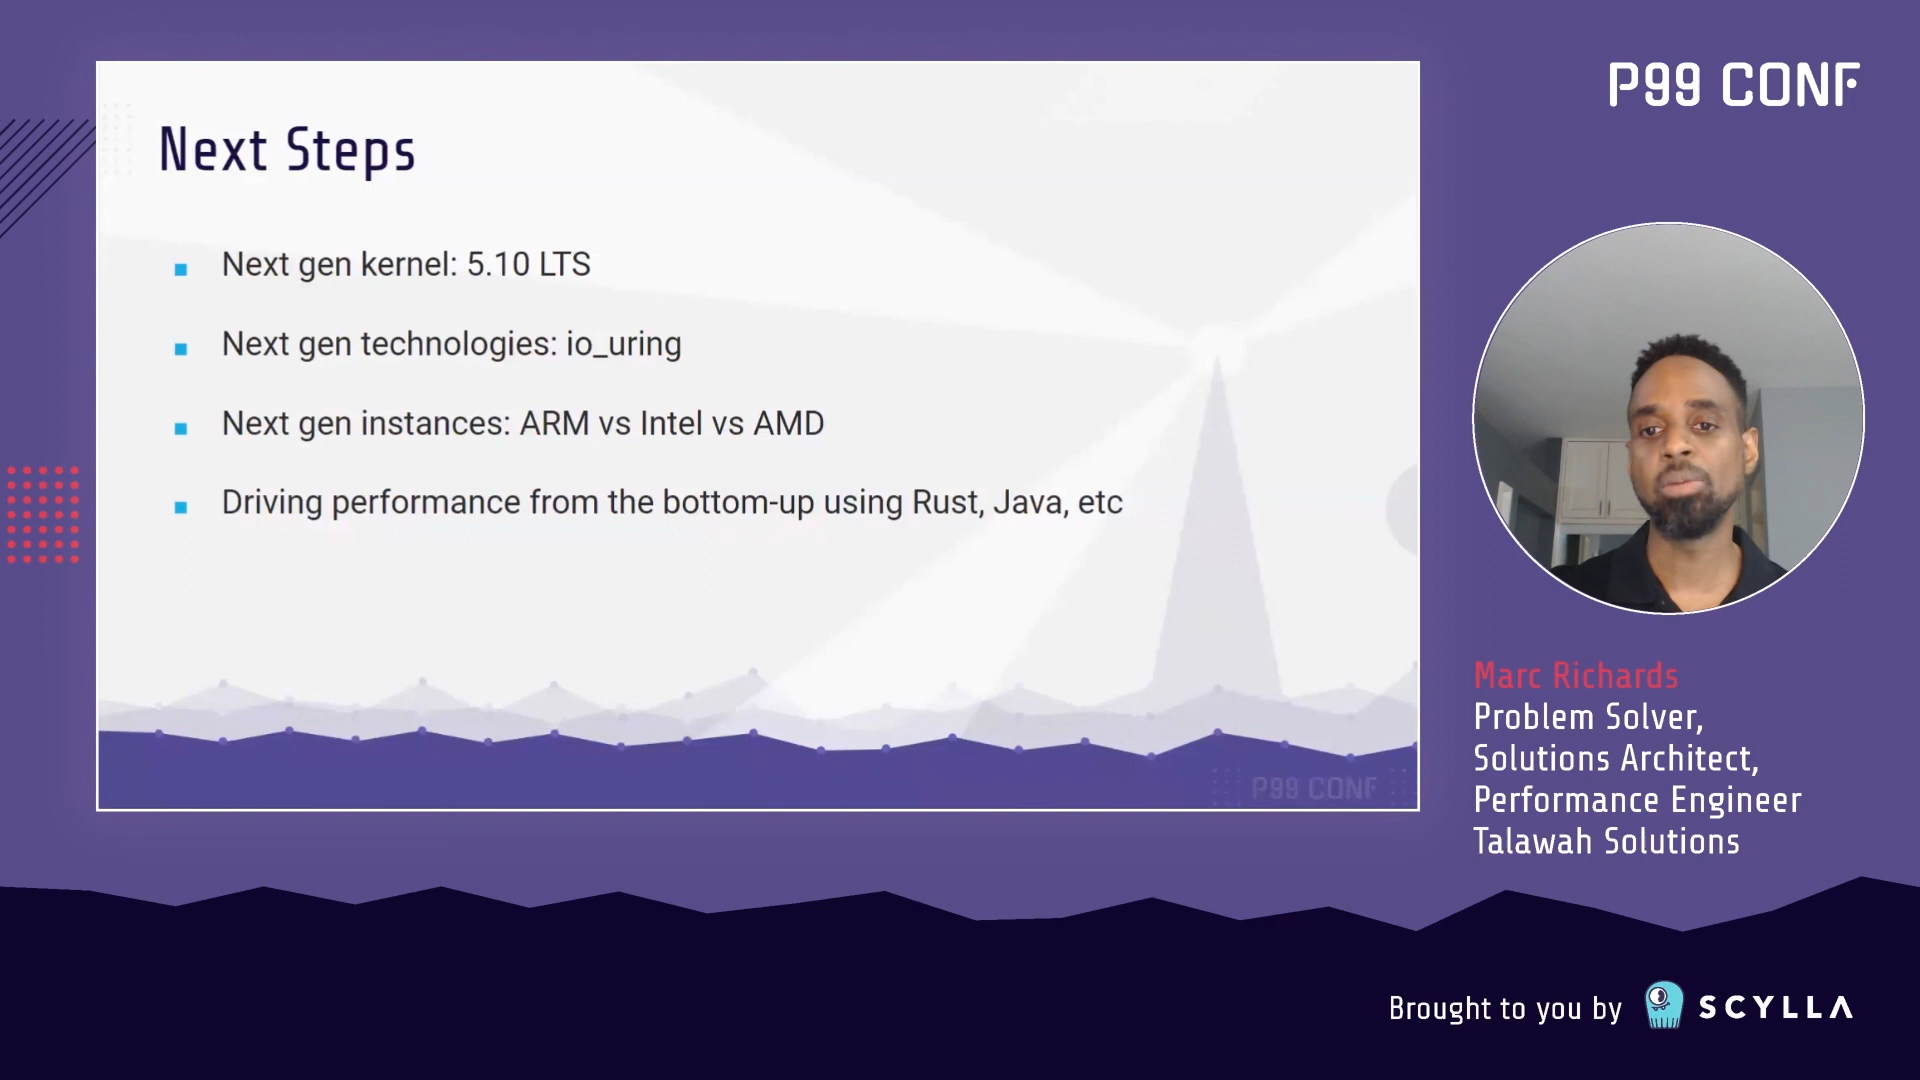 P99 CONF
Next Steps
Next gen kernel: 5.10 LTS
Next gen technologies: io_uring
Next gen instances: ARM vs Intel vs AMD
Driving performance from the bottom-up using Rust, Java, etc
P99 CONF
Marc Richards
Problem Solver,
Solutions Architect,
Performance Engineer
Talawah Solutions
Brought to you by SCYLLA